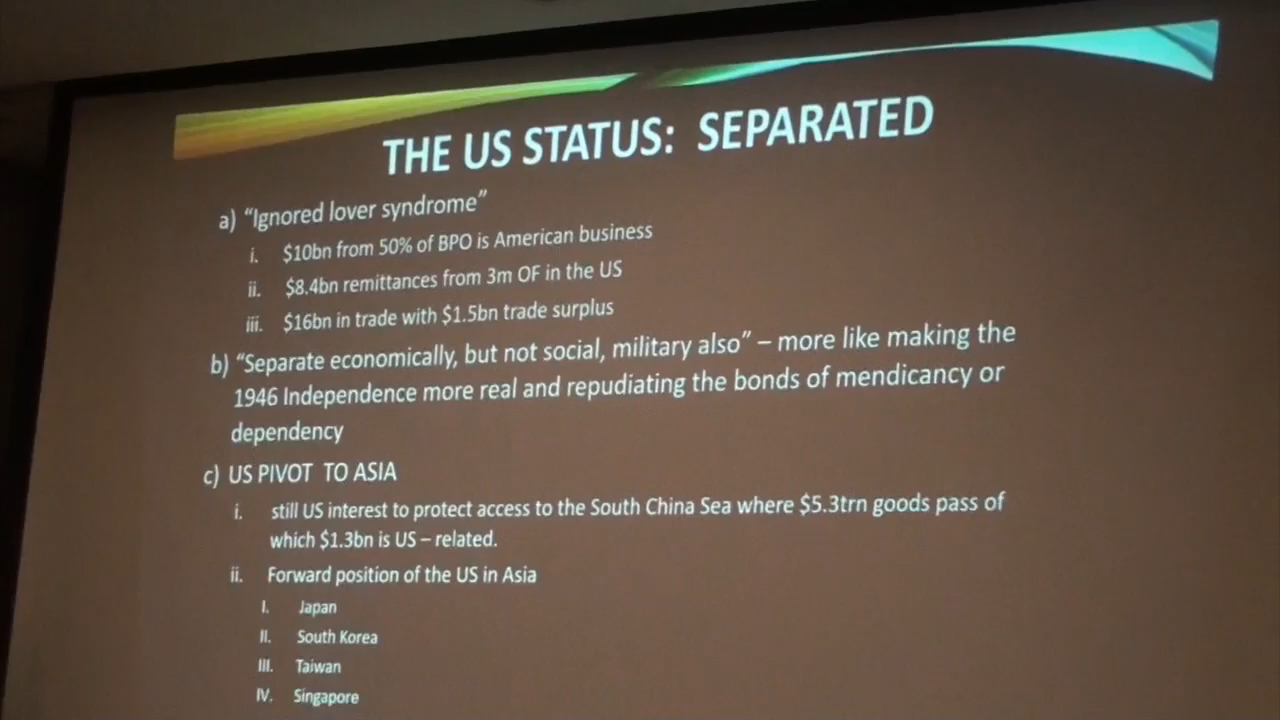 THE US STATUS: SEPARATED
a) “Ignored lover syndrome”
i. $10bn from 50% of BPO is American business
ii. $8.4bn remittances from 3m OF in the US
iii. $16bn in trade with $1.5bn trade surplus
b) “Separate economically, but not social, military also” – more like making the
1946 Independence more real and repudiating the bonds of mendicancy or
dependency
c) US PIVOT TO ASIA
i. still US interest to protect access to the South China Sea where $5.3trn goods pass of
which $1.3bn is US – related.
ii. Forward position of the US in Asia
I. Japan
II. South Korea
III. Taiwan
IV. Singapore